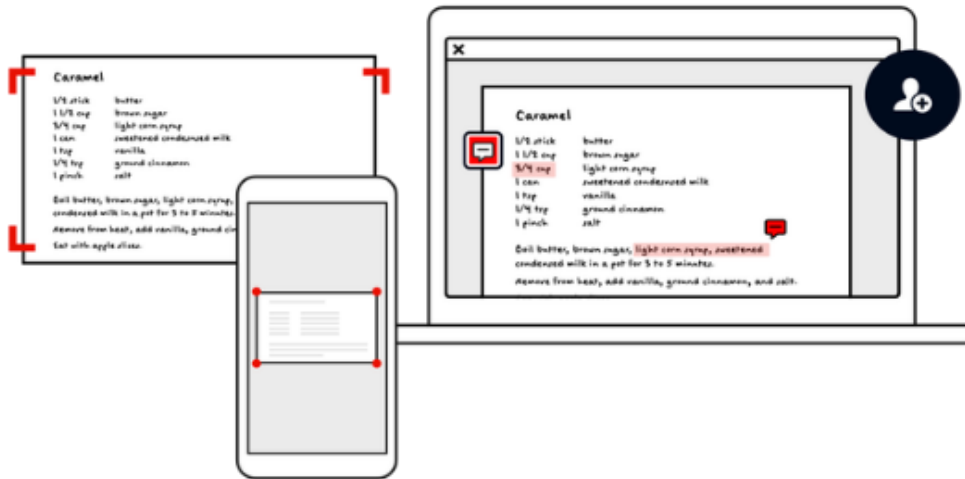 Caramel
1/2 stick butter
1 1/2 cup brown sugar
3/4 cup light corn syrup
1 can sweetened condensed milk
1 tsp vanilla
1/4 tsp ground cinnamon
1 pinch salt
Boil butter, brown sugar, light corn syrup,
condensed milk in a pot for 3 to 5 minutes.
Remove from heat, add vanilla, ground
Eat with apple slices.
Caramel
1/2 stick butter
1 1/2 cup brown sugar
3/4 cup light corn syrup
1 can sweetened condensed milk
1 tsp vanilla
1/4 tsp ground cinnamon
1 pinch salt
Boil butter, brown sugar, light corn syrup, sweetened
condensed milk in a pot for 3 to 5 minutes.
Remove from heat, add vanilla, ground cinnamon, and salt.